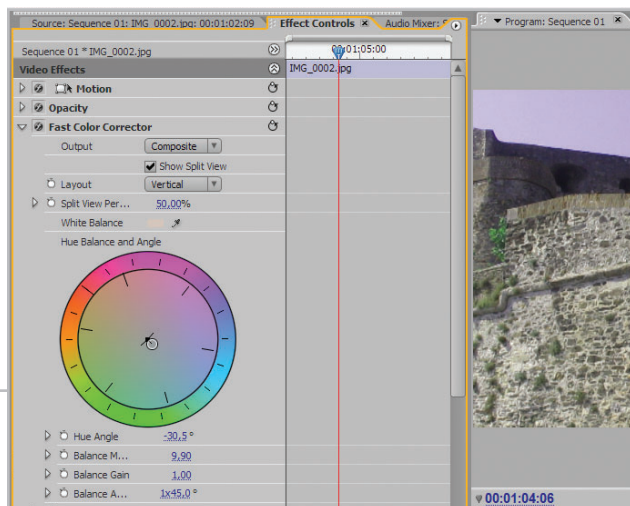 Source: Sequence 01: IMG_0002.jpg: 00:01:02:09
Effect Controls
Audio Mixer:
Program: Sequence 01
Sequence 01 * IMG_0002.jpg
00:01:05:00
Video Effects
IMG_0002.jpg
Motion
Opacity
Fast Color Corrector
Output
Composite
Show Split View
Layout
Vertical
Split View Per...
50,00%
White Balance
Hue Balance and Angle
Hue Angle
-30,5 °
Balance M...
9,90
Balance Gain
1,00
Balance A...
1x45,0 °
00:01:04:06